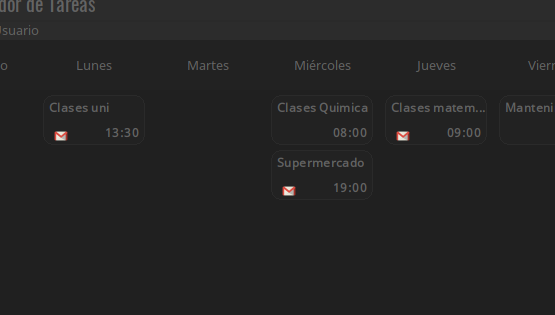 dor de Tareas
Usuario
o Lunes Martes Miércoles Jueves Vier
Clases uni Clases Quimica Clases matem... Manteni
13:30 08:00 09:00
Supermercado
19:00